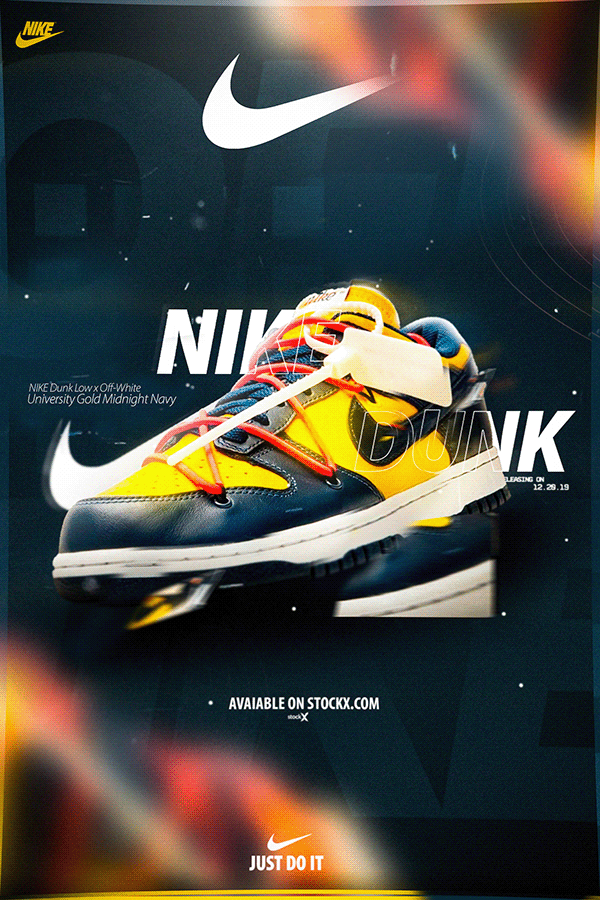 NIKE
NIKE
NIKE Dunk Low x Off-White
University Gold Midnight Navy
DUNK
ELEASING ON
12.20.19
AVAIABLE ON STOCKX.COM
stockX
JUST DO IT